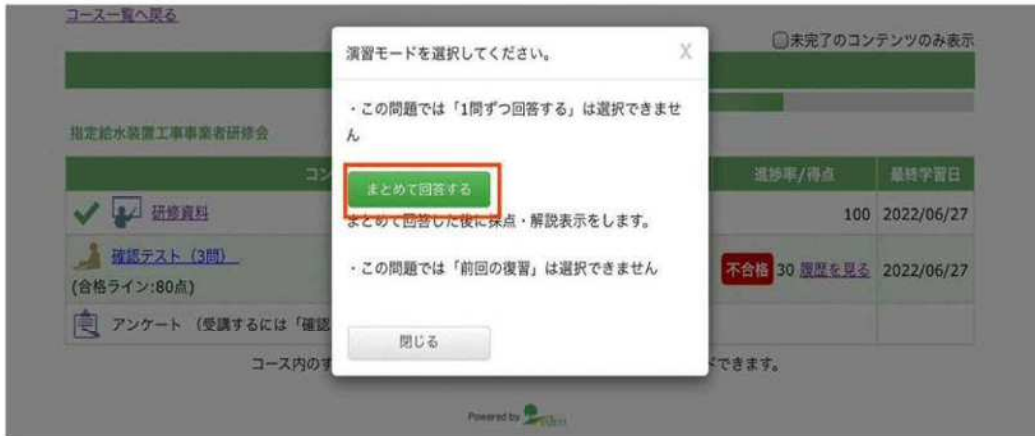 コース一覧へ戻る
未完了のコンテンツのみ表示
演習モードを選択してください。 X
・この問題では「1問ずつ回答する」は選択できませ
ん
まとめて回答する
まとめて回答した後に採点・解説表示をします。
・この問題では「前回の復習」は選択できません
閉じる
指定給水装置工事事業者研修会
コン 進捗率/得点 最終学習日
研修資料 100 2022/06/27
確認テスト（3問） 不合格 30 履歴を見る 2022/06/27
(合格ライン:80点)
アンケート （受講するには「確認
コース内のす できます。
Powered by